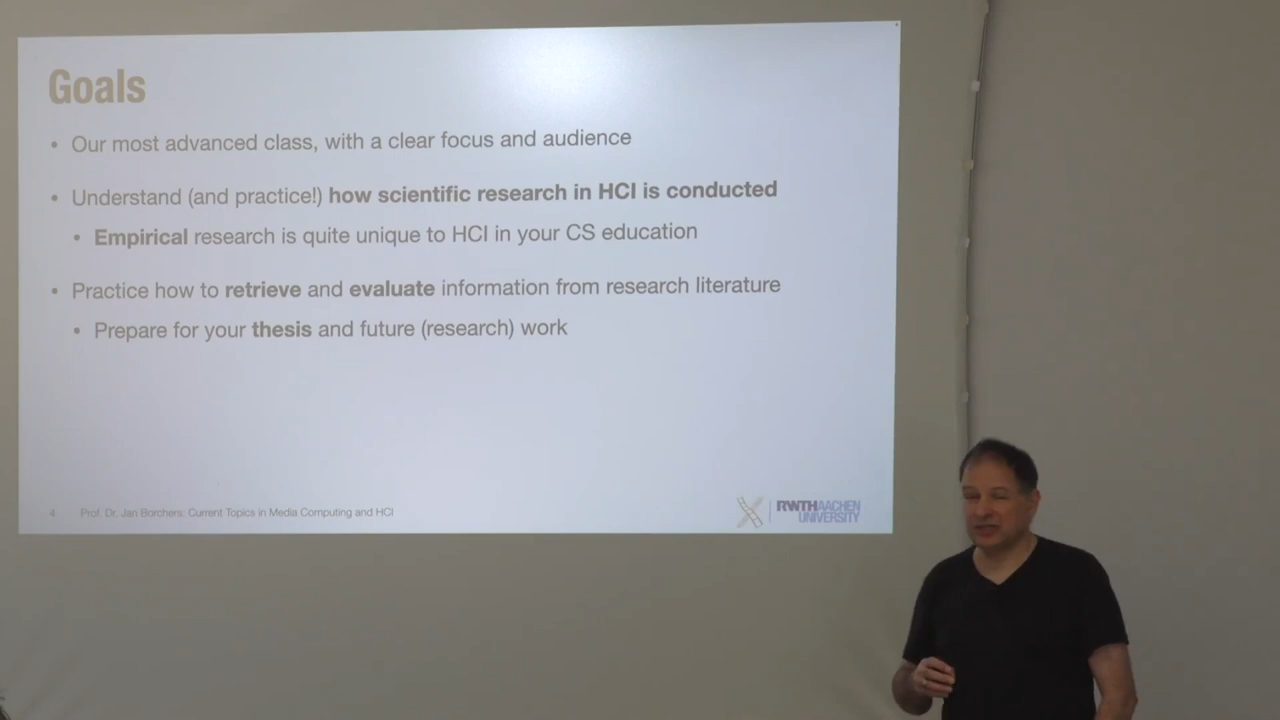 Goals
• Our most advanced class, with a clear focus and audience
• Understand (and practice!) how scientific research in HCI is conducted
• Empirical research is quite unique to HCI in your CS education
• Practice how to retrieve and evaluate information from research literature
• Prepare for your thesis and future (research) work
4 Prof. Dr. Jan Borchers: Current Topics in Media Computing and HCI
RWTHAACHEN
UNIVERSITY